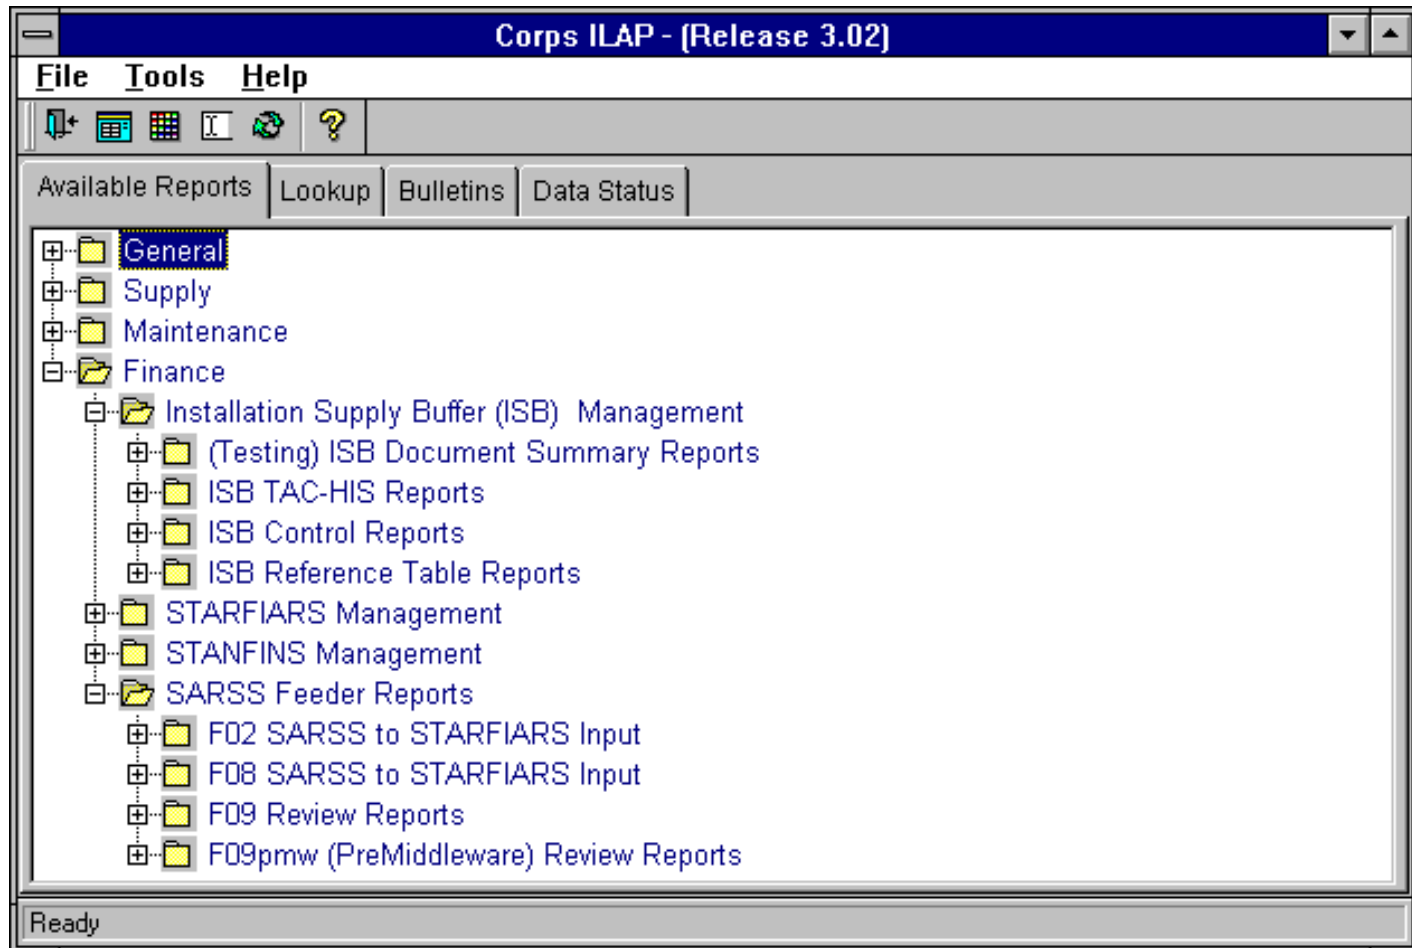 Corps ILAP - (Release 3.02)
File Tools Help
Available Reports Lookup Bulletins Data Status
General
Supply
Maintenance
Finance
Installation Supply Buffer (ISB)  Management
(Testing) ISB Document Summary Reports
ISB TAC-HIS Reports
ISB Control Reports
ISB Reference Table Reports
STARFIARS Management
STANFINS Management
SARSS Feeder Reports
F02 SARSS to STARFIARS Input
F08 SARSS to STARFIARS Input
F09 Review Reports
F09pmw (PreMiddleware) Review Reports
Ready